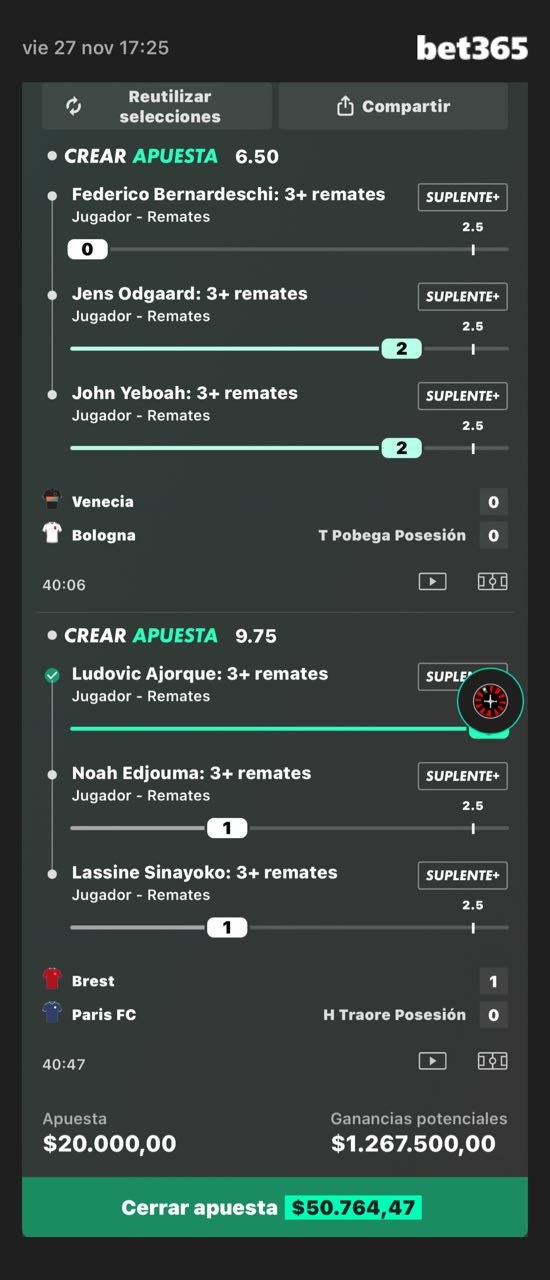 vie 27 nov 17:25
bet365
Reutilizar
selecciones
Compartir
CREAR APUESTA 6.50
Federico Bernardeschi: 3+ remates
SUPLENTE+
Jugador - Remates
2.5
0
Jens Odgaard: 3+ remates
SUPLENTE+
Jugador - Remates
2.5
2
John Yeboah: 3+ remates
SUPLENTE+
Jugador - Remates
2.5
2
Venecia 0
Bologna T Pobega Posesión 0
40:06
CREAR APUESTA 9.75
Ludovic Ajorque: 3+ remates
Jugador - Remates
Noah Edjouma: 3+ remates
SUPLENTE+
Jugador - Remates
2.5
1
Lassine Sinayoko: 3+ remates
SUPLENTE+
Jugador - Remates
2.5
1
Brest 1
Paris FC H Traore Posesión 0
40:47
Apuesta Ganancias potenciales
$20.000,00 $1.267.500,00
Cerrar apuesta $50.764,47